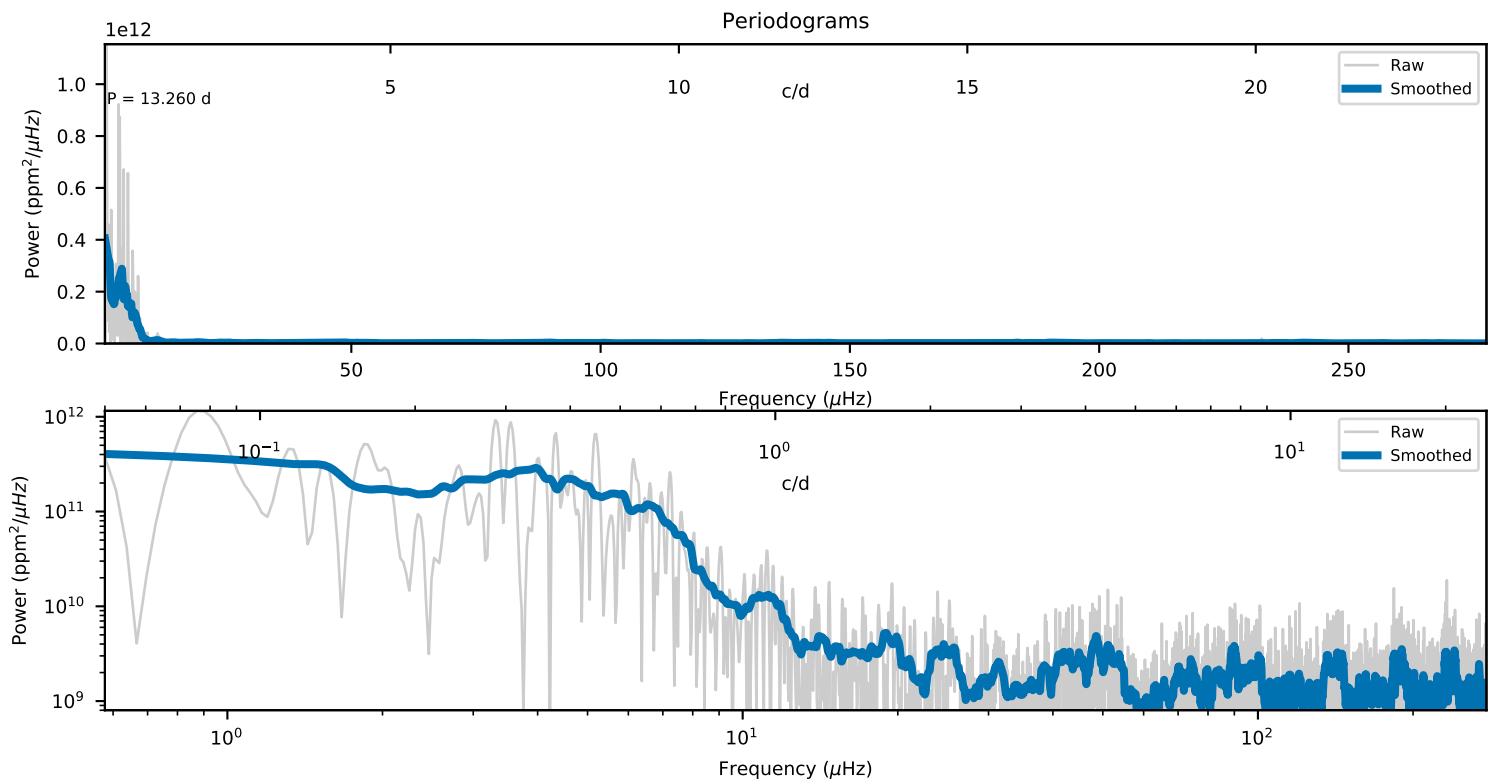 Periodograms
1e12
5 10 15 20
c/d
P = 13.260 d
Raw
Smoothed
Power (ppm²/μHz)
1.0
0.8
0.6
0.4
0.2
0.0
50 100 150 200 250
Frequency (μHz)
10⁻¹ 10⁰ 10¹
c/d
Raw
Smoothed
Power (ppm²/μHz)
10¹²
10¹¹
10¹⁰
10⁹
10⁰ 10¹ 10²
Frequency (μHz)